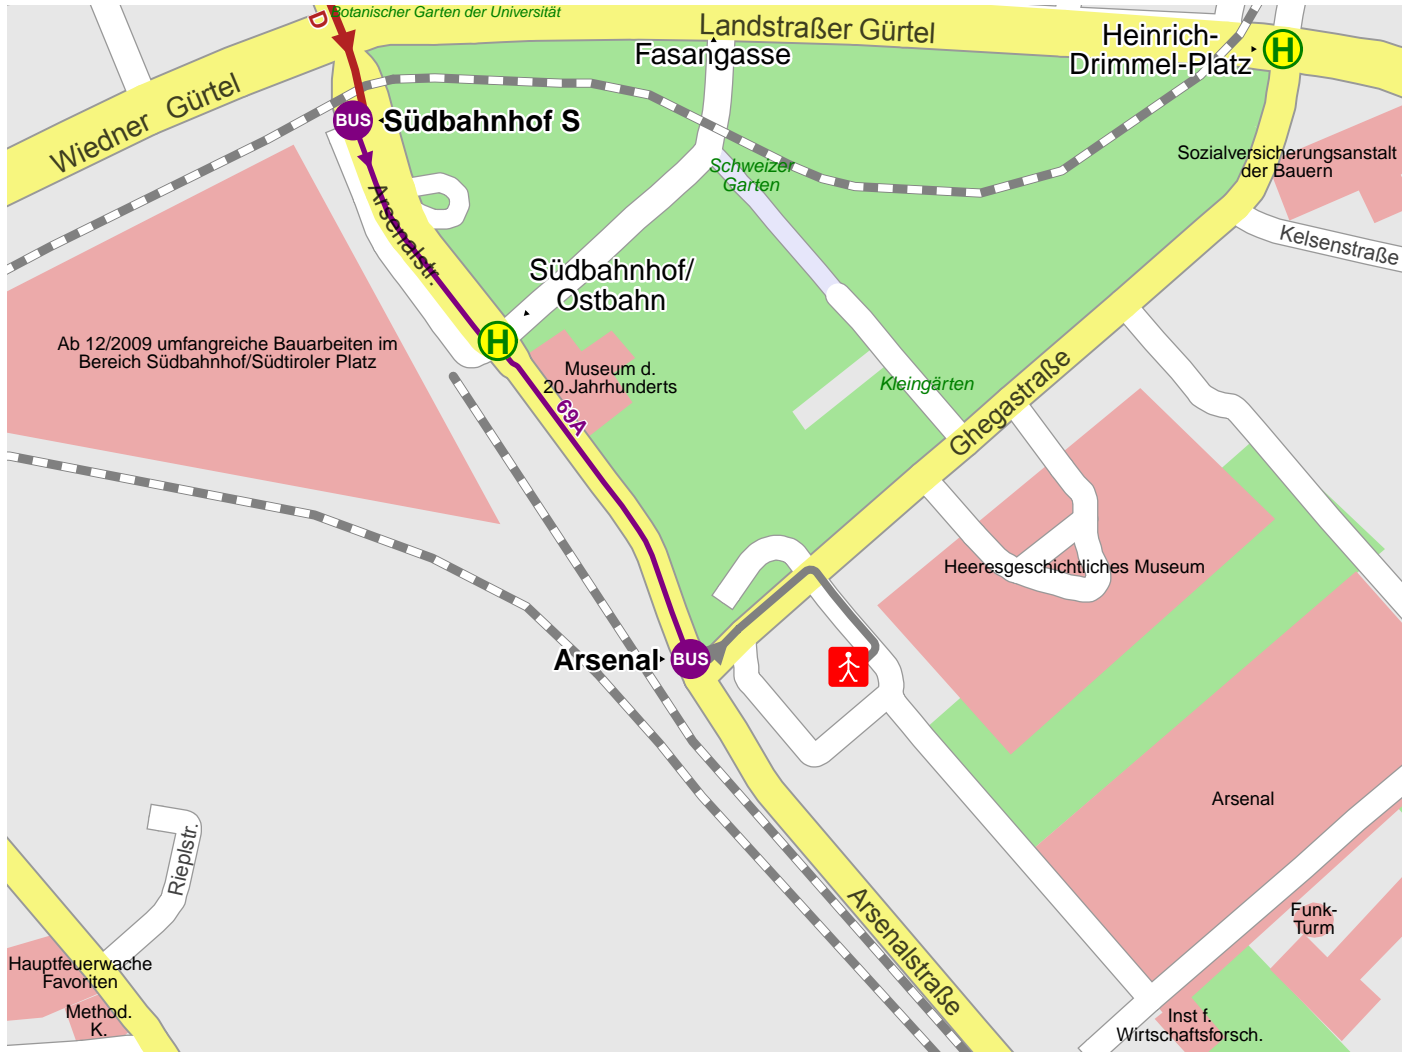 Botanischer Garten der Universität
D
Landstraßer Gürtel
Fasangasse
Heinrich-
Drimmel-Platz
H
Wiedner Gürtel
BUS
Südbahnhof S
Sozialversicherungsanstalt
der Bauern
Schweizer
Garten
Arsenalstr.
Kelsenstraße
Südbahnhof/
Ostbahn
H
Ab 12/2009 umfangreiche Bauarbeiten im
Bereich Südbahnhof/Südtiroler Platz
Museum d.
20.Jahrhunderts
69A
Kleingärten
Ghegastraße
Heeresgeschichtliches Museum
Arsenal
BUS
Arsenal
Rieplstr.
Arsenalstraße
Funk-
Turm
Hauptfeuerwache
Favoriten
Method.
K.
Inst f.
Wirtschaftsforsch.